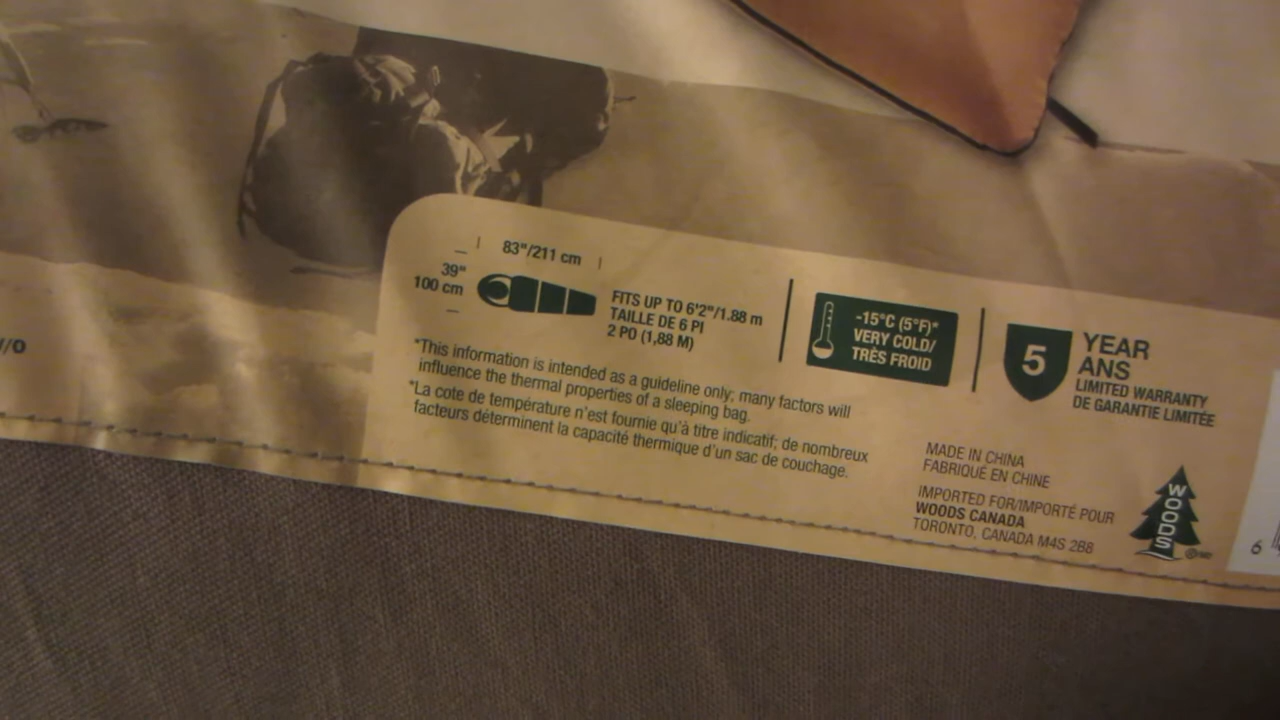 83"/211 cm
39"
100 cm
FITS UP TO 6'2"/1.88 m
TAILLE DE 6 PI
2 PO (1,88 M)
-15°C (5°F)*
VERY COLD/
TRÈS FROID
5
YEAR
ANS
LIMITED WARRANTY
DE GARANTIE LIMITÉE
*This information is intended as a guideline only; many factors will
influence the thermal properties of a sleeping bag.
*La cote de température n'est fournie qu'à titre indicatif; de nombreux
facteurs déterminent la capacité thermique d'un sac de couchage.
MADE IN CHINA
FABRIQUÉ EN CHINE
IMPORTED FOR/IMPORTÉ POUR
WOODS CANADA
TORONTO, CANADA M4S 2B8
WOODS
6